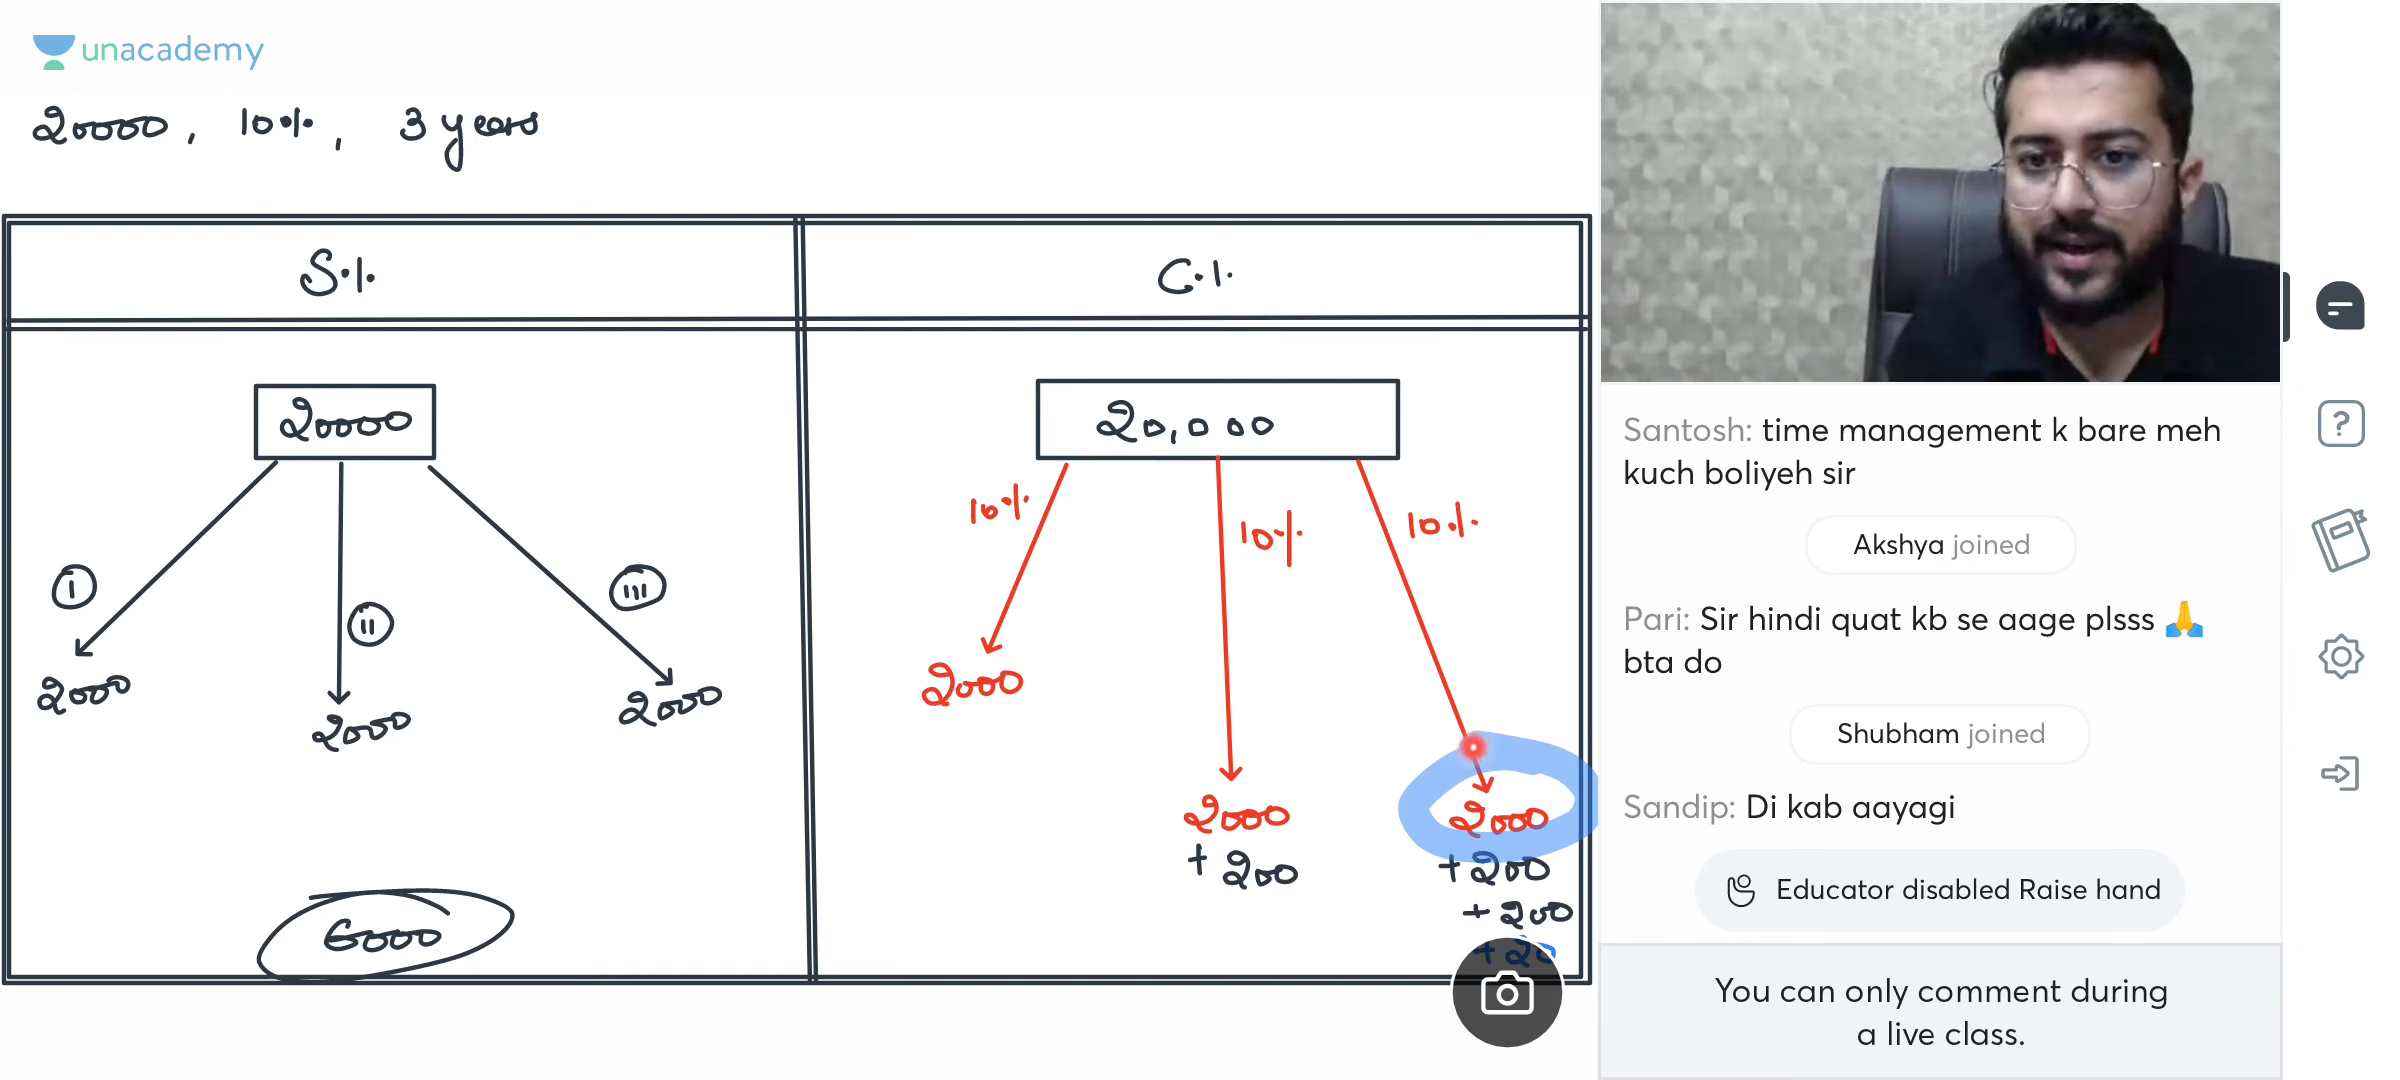 unacademy
20000, 10%, 3 years
S.I.
C.I.
20000
20,000
10%
10%
10%
I
II
III
2000
2000
2000
2000
2000
+ 200
2000
+200
+200
+20
6000
Santosh: time management k bare meh
kuch boliyeh sir
Akshya joined
Pari: Sir hindi quat kb se aage plsss 🙏
bta do
Shubham joined
Sandip: Di kab aayagi
Educator disabled Raise hand
You can only comment during
a live class.
?